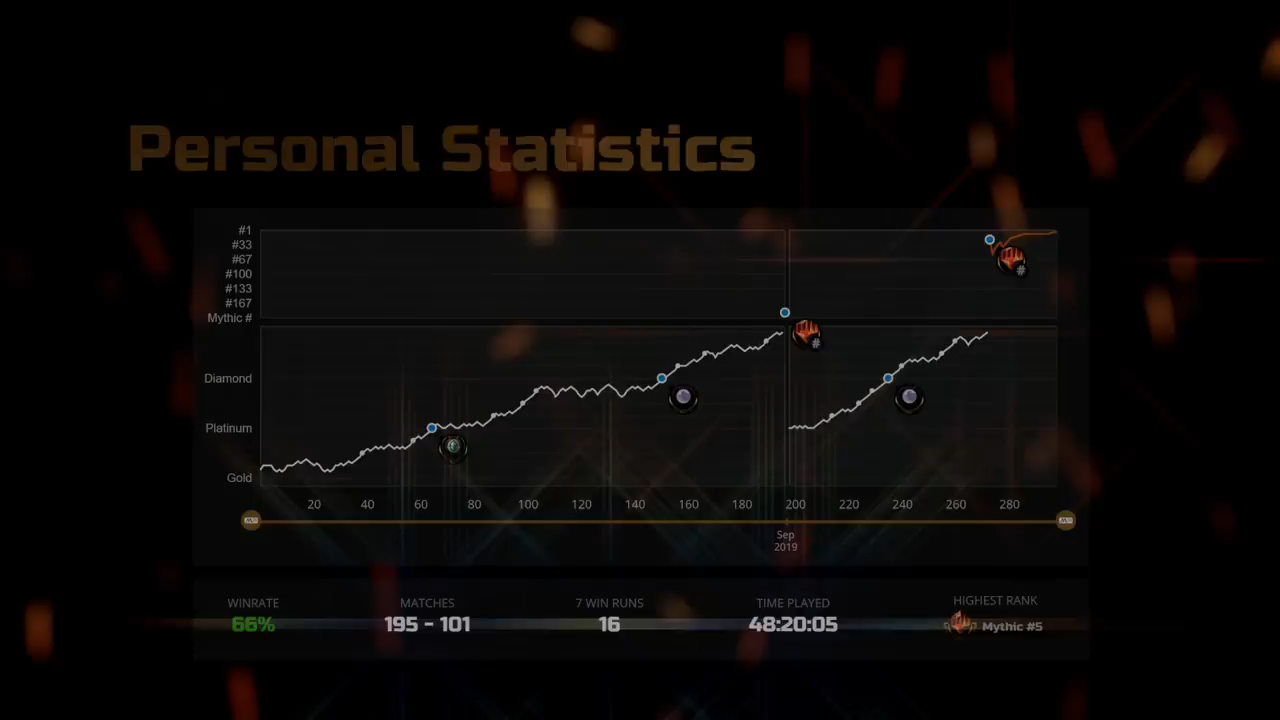 Personal Statistics
#1
#33
#67
#100
#133
#167
Mythic #
#
#
Diamond
Platinum
Gold
20 40 60 80 100 120 140 160 180 200 220 240 260 280
Sep
2019
WINRATE MATCHES 7 WIN RUNS TIME PLAYED HIGHEST RANK
66% 195 - 101 16 48:20:05 Mythic #5